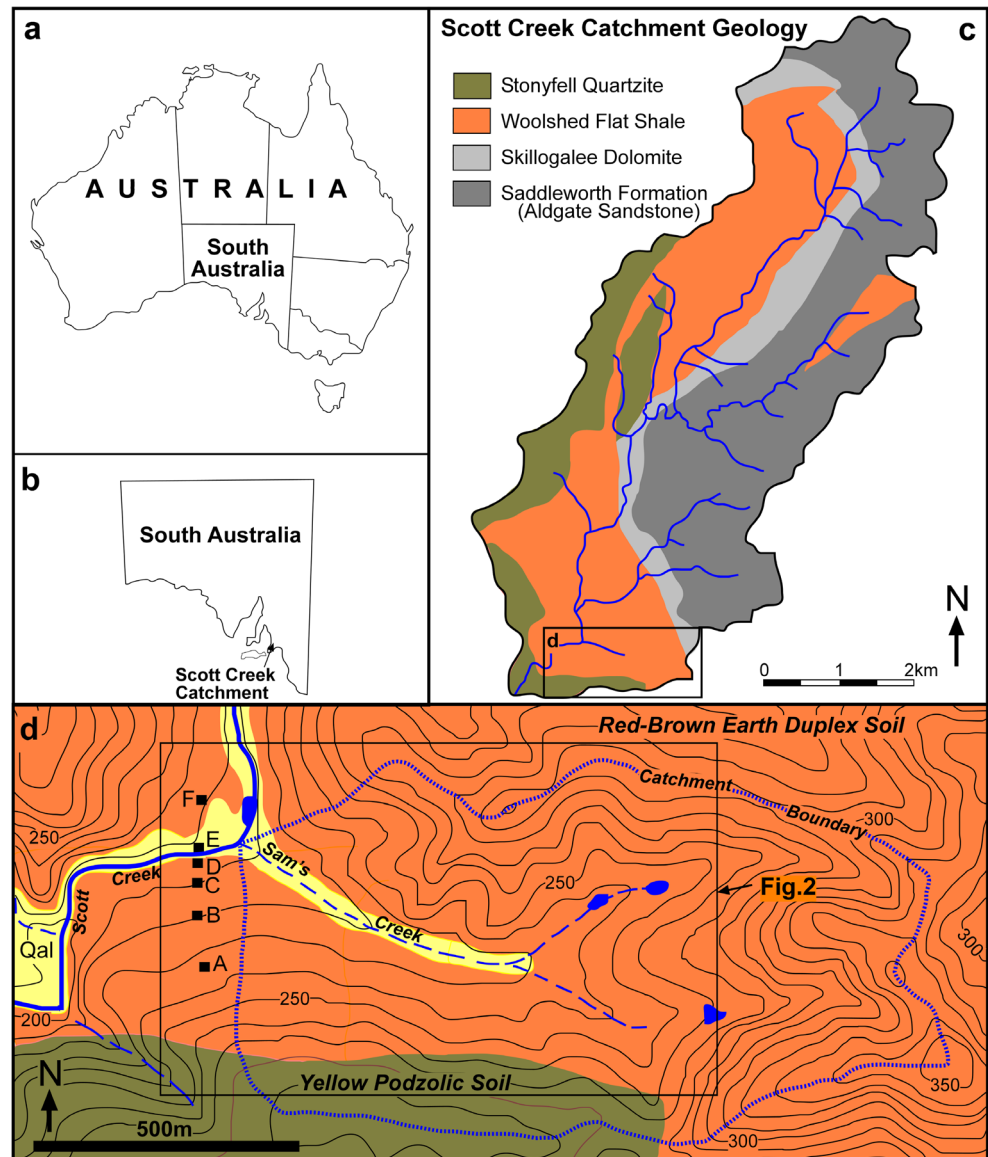 a
AUSTRALIA
South
Australia
b
South Australia
Scott Creek
Catchment
Scott Creek Catchment Geology
c
Stonyfell Quartzite
Woolshed Flat Shale
Skillogalee Dolomite
Saddleworth Formation
(Aldgate Sandstone)
d
N
0 1 2km
d
Red-Brown Earth Duplex Soil
Catchment Boundary
300
250
F
E
D
C
B
A
Scott Creek
Sam's Creek
250
Fig.2
300
Qal
250
200
350
Yellow Podzolic Soil
N
500m
300